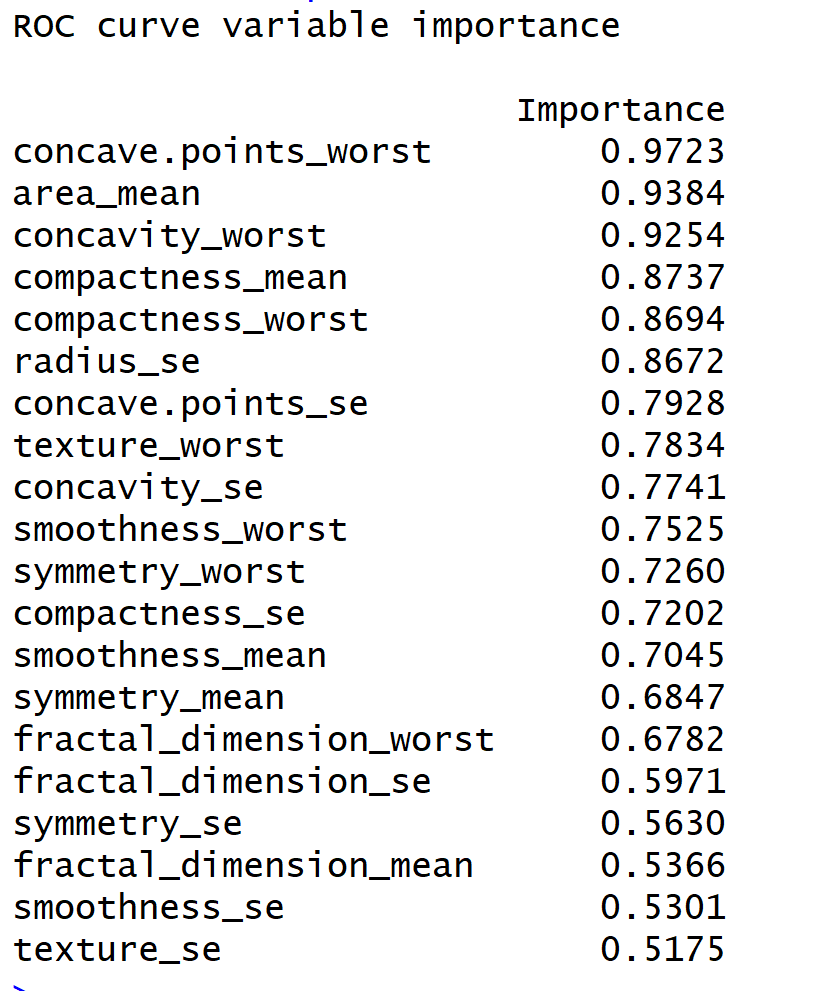 ROC curve variable importance
Importance
concave.points_worst 0.9723
area_mean 0.9384
concavity_worst 0.9254
compactness_mean 0.8737
compactness_worst 0.8694
radius_se 0.8672
concave.points_se 0.7928
texture_worst 0.7834
concavity_se 0.7741
smoothness_worst 0.7525
symmetry_worst 0.7260
compactness_se 0.7202
smoothness_mean 0.7045
symmetry_mean 0.6847
fractal_dimension_worst 0.6782
fractal_dimension_se 0.5971
symmetry_se 0.5630
fractal_dimension_mean 0.5366
smoothness_se 0.5301
texture_se 0.5175
>